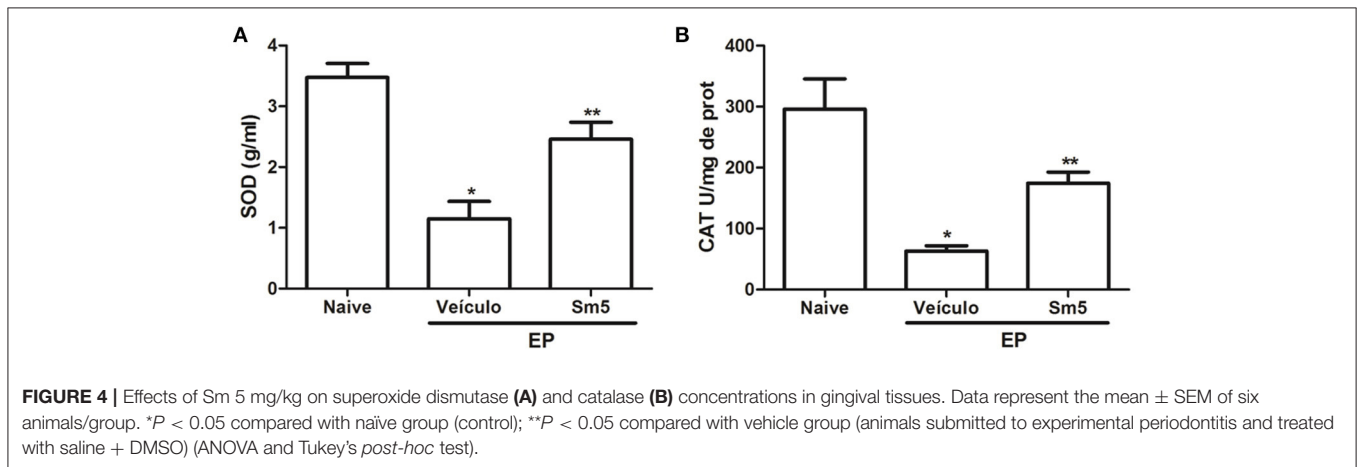 A
SOD (g/ml)
4
3
2
1
0
*
**
Naive
Veículo
Sm5
EP
B
CAT U/mg de prot
400
300
200
100
0
*
**
Naive
Veículo
Sm5
EP
FIGURE 4 | Effects of Sm 5 mg/kg on superoxide dismutase (A) and catalase (B) concentrations in gingival tissues. Data represent the mean ± SEM of six
animals/group. *P < 0.05 compared with naïve group (control); **P < 0.05 compared with vehicle group (animals submitted to experimental periodontitis and treated
with saline + DMSO) (ANOVA and Tukey's post-hoc test).